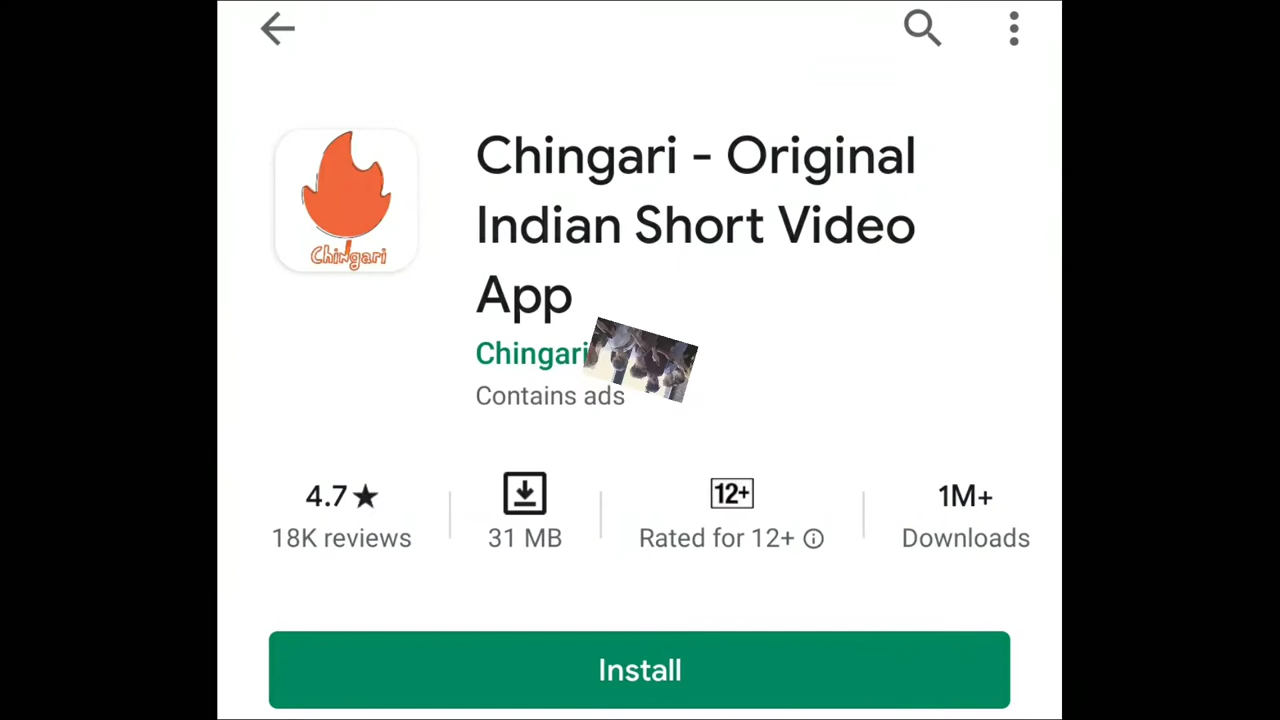 Chingari - Original
Indian Short Video
App
Chingari
Chingari
Contains ads
4.7★
12+
1M+
18K reviews
31 MB
Rated for 12+
Downloads
Install